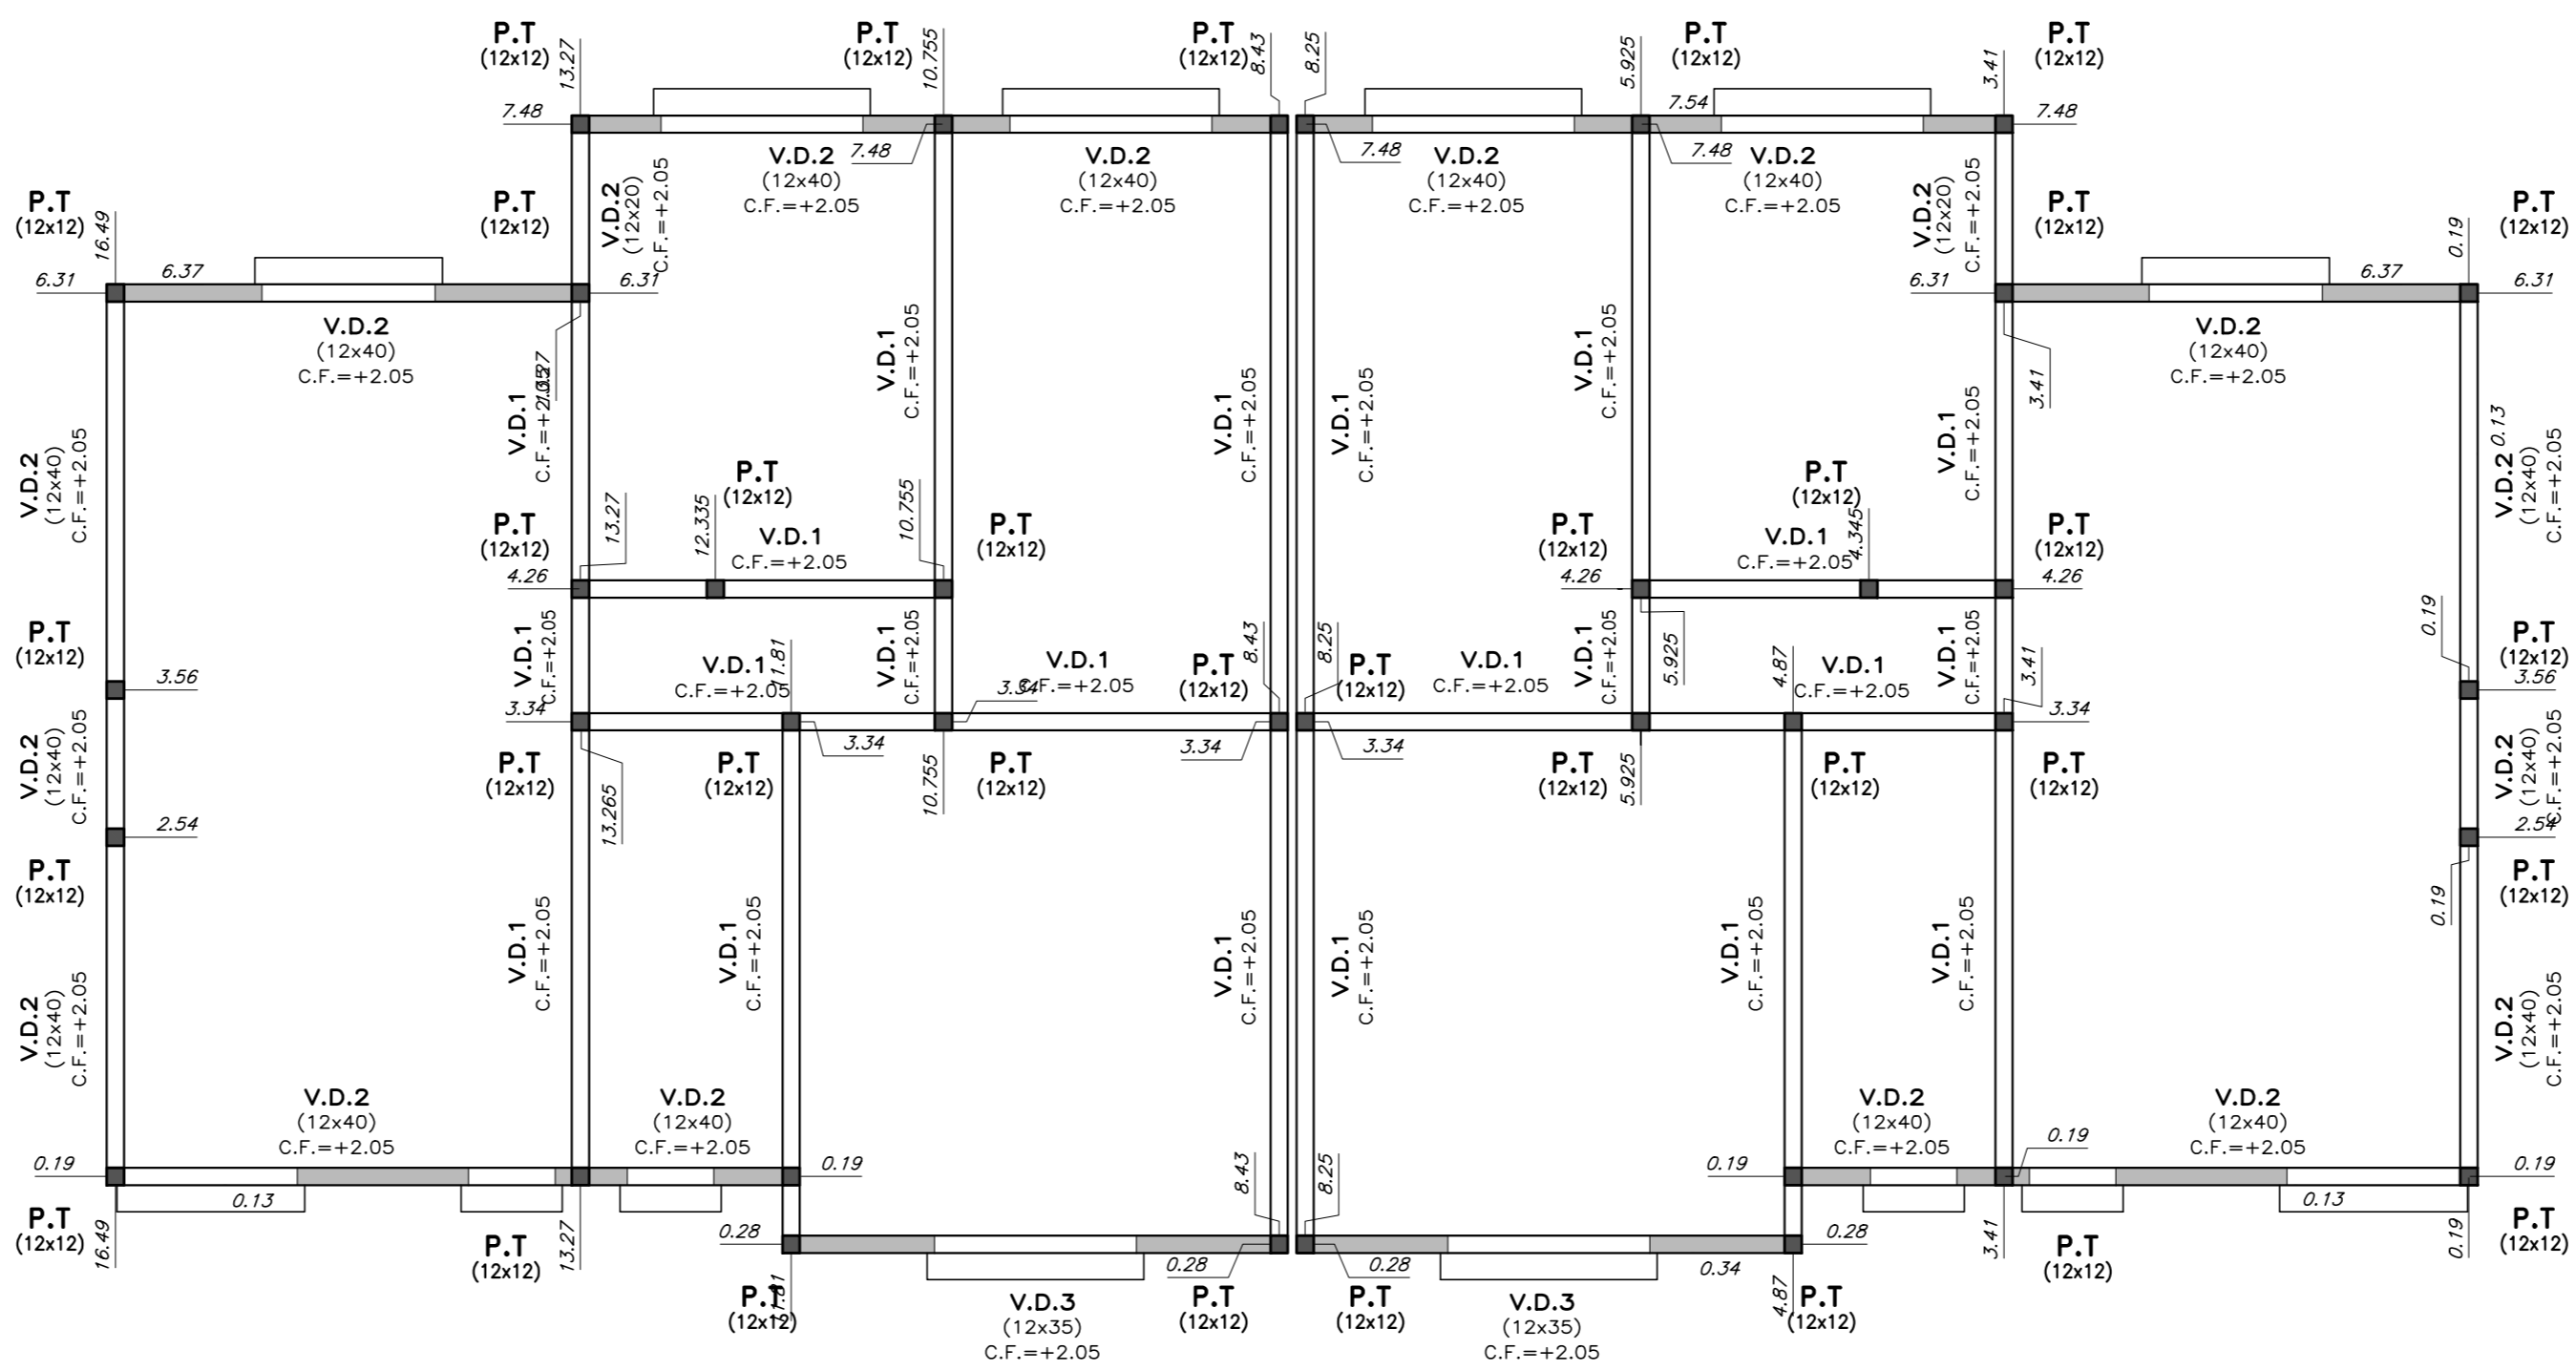 P.T
(12x12)
13.27
P.T
(12x12)
10.755
P.T
(12x12)
8.43
8.25
5.925
P.T
(12x12)
3.41
P.T
(12x12)
7.48
7.48
7.48
7.54
7.48
7.48
V.D.2
(12x40)
C.F.=+2.05
V.D.2
(12x40)
C.F.=+2.05
V.D.2
(12x40)
C.F.=+2.05
V.D.2
(12x40)
C.F.=+2.05
V.D.2
(12x20)
C.F.=+2.05
V.D.2
(12x20)
C.F.=+2.05
P.T
(12x12)
16.49
P.T
(12x12)
P.T
(12x12)
0.19
P.T
(12x12)
6.31
6.37
6.31
6.31
6.37
6.31
V.D.2
(12x40)
C.F.=+2.05
13.27
3.41
V.D.2
(12x40)
C.F.=+2.05
V.D.1
C.F.=+2.05
V.D.1
C.F.=+2.05
V.D.1
C.F.=+2.05
V.D.1
C.F.=+2.05
V.D.1
C.F.=+2.05
V.D.1
C.F.=+2.05
V.D.2
(12x40)
C.F.=+2.05
0.13
V.D.2
(12x40)
C.F.=+2.05
P.T
(12x12)
13.27
12.335
P.T
(12x12)
V.D.1
C.F.=+2.05
10.755
P.T
(12x12)
P.T
(12x12)
P.T
(12x12)
V.D.1
C.F.=+2.05
4.345
P.T
(12x12)
4.26
4.26
4.26
V.D.1
C.F.=+2.05
V.D.1
C.F.=+2.05
11.81
V.D.1
C.F.=+2.05
V.D.1
C.F.=+2.05
P.T
(12x12)
8.43
8.25
P.T
(12x12)
V.D.1
C.F.=+2.05
V.D.1
C.F.=+2.05
5.925
4.87
V.D.1
C.F.=+2.05
V.D.1
C.F.=+2.05
3.41
P.T
(12x12)
3.56
0.19
P.T
(12x12)
3.56
3.34
3.34
3.34
3.34
3.34
3.34
V.D.2
(12x40)
C.F.=+2.05
P.T
(12x12)
13.265
P.T
(12x12)
10.755
P.T
(12x12)
P.T
(12x12)
5.925
P.T
(12x12)
P.T
(12x12)
V.D.2
(12x40)
C.F.=+2.05
2.54
2.54
P.T
(12x12)
0.19
P.T
(12x12)
V.D.2
(12x40)
C.F.=+2.05
V.D.1
C.F.=+2.05
V.D.1
C.F.=+2.05
V.D.1
C.F.=+2.05
V.D.1
C.F.=+2.05
V.D.1
C.F.=+2.05
V.D.1
C.F.=+2.05
V.D.2
(12x40)
C.F.=+2.05
V.D.2
(12x40)
C.F.=+2.05
V.D.2
(12x40)
C.F.=+2.05
V.D.2
(12x40)
C.F.=+2.05
V.D.2
(12x40)
C.F.=+2.05
0.19
0.19
8.43
8.25
0.19
0.19
0.19
0.13
0.13
P.T
(12x12)
16.49
P.T
(12x12)
13.27
0.28
0.28
0.28
0.34
0.28
3.41
P.T
(12x12)
0.19
P.T
(12x12)
P.T
(12x12)
11.81
V.D.3
(12x35)
C.F.=+2.05
P.T
(12x12)
P.T
(12x12)
V.D.3
(12x35)
C.F.=+2.05
4.87
P.T
(12x12)